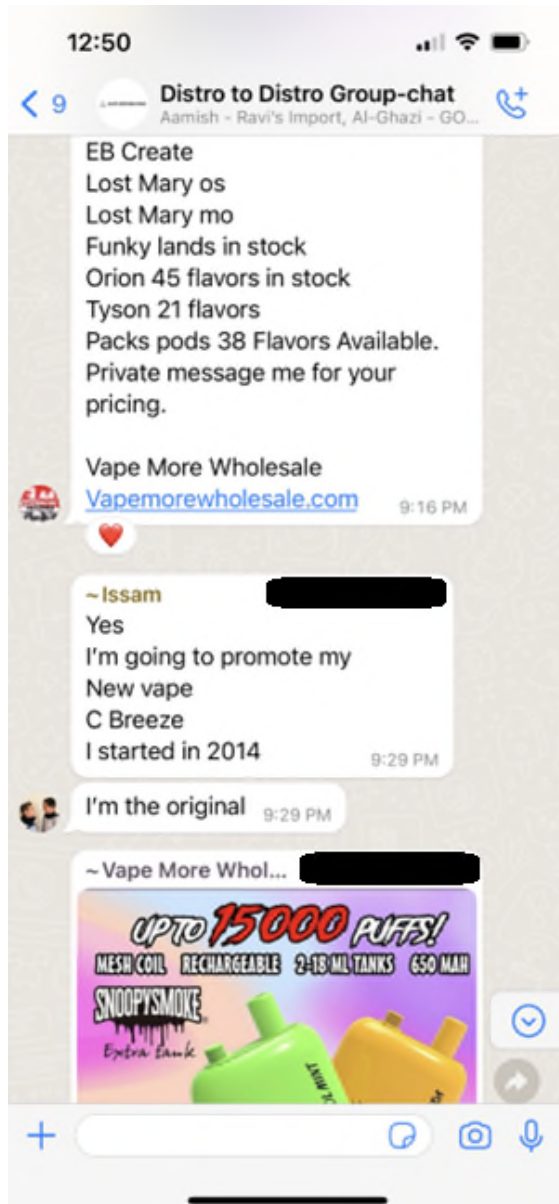 12:50
9
Distro to Distro Group-chat
Aamish - Ravi's Import, Al-Ghazi - GO...
EB Create
Lost Mary os
Lost Mary mo
Funky lands in stock
Orion 45 flavors in stock
Tyson 21 flavors
Packs pods 38 Flavors Available.
Private message me for your
pricing.
Vape More Wholesale
Vapemorewholesale.com
9:16 PM
~Issam
Yes
I'm going to promote my
New vape
C Breeze
I started in 2014
9:29 PM
I'm the original
9:29 PM
~Vape More Whol...
UP TO 15000 PUFFS!
MESH COIL RECHARGEABLE 2-18 ML TANKS 650 MAH
SNOOPYSMOKE
Extra tank